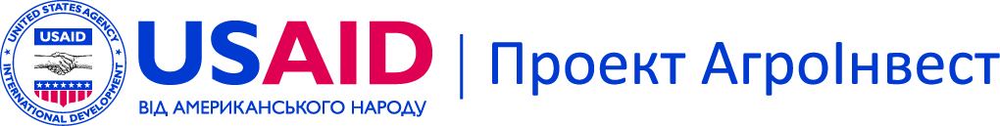 UNITED STATES AGENCY
USAID
INTERNATIONAL DEVELOPMENT
USAID
ВІД АМЕРИКАНСЬКОГО НАРОДУ
Проект АгроІнвест